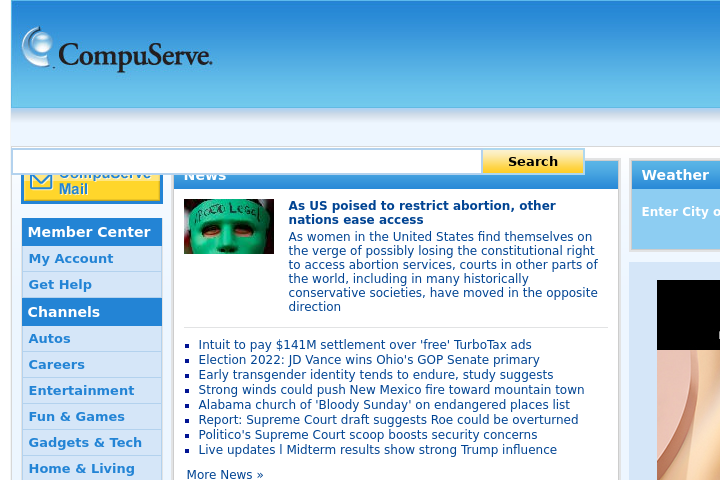 CompuServe.
Search
CompuServe
Mail
News
Weather
Enter City o
As US poised to restrict abortion, other
nations ease access
ABORTO LEGAL
As women in the United States find themselves on
the verge of possibly losing the constitutional right
to access abortion services, courts in other parts of
the world, including in many historically
conservative societies, have moved in the opposite
direction
Member Center
My Account
Get Help
Channels
Autos
Careers
Entertainment
Fun & Games
Gadgets & Tech
Home & Living
Intuit to pay $141M settlement over 'free' TurboTax ads
Election 2022: JD Vance wins Ohio's GOP Senate primary
Early transgender identity tends to endure, study suggests
Strong winds could push New Mexico fire toward mountain town
Alabama church of 'Bloody Sunday' on endangered places list
Report: Supreme Court draft suggests Roe could be overturned
Politico's Supreme Court scoop boosts security concerns
Live updates l Midterm results show strong Trump influence
More News »